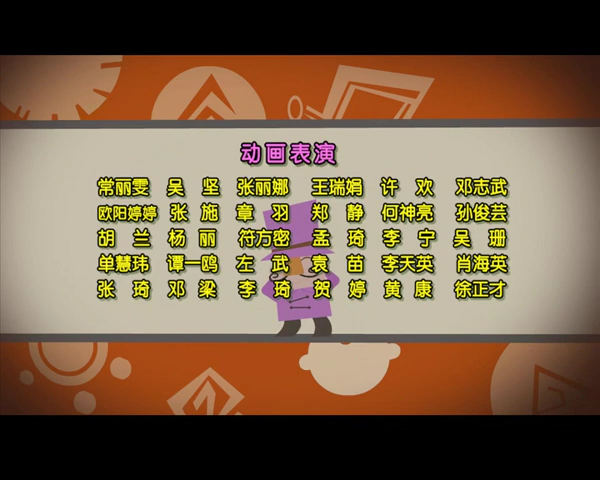 动画表演
常丽雯 吴 坚 张丽娜 王瑞娟 许 欢 邓志武
欧阳婷婷 张 施 章 羽 郑 静 何神亮 孙俊芸
胡 兰 杨 丽 符方密 孟 琦 李 宁 吴 珊
单慧玮 谭一鸥 左 武 袁 苗 李天英 肖海英
张 琦 邓 梁 李 琦 贺 婷 黄 康 徐正才